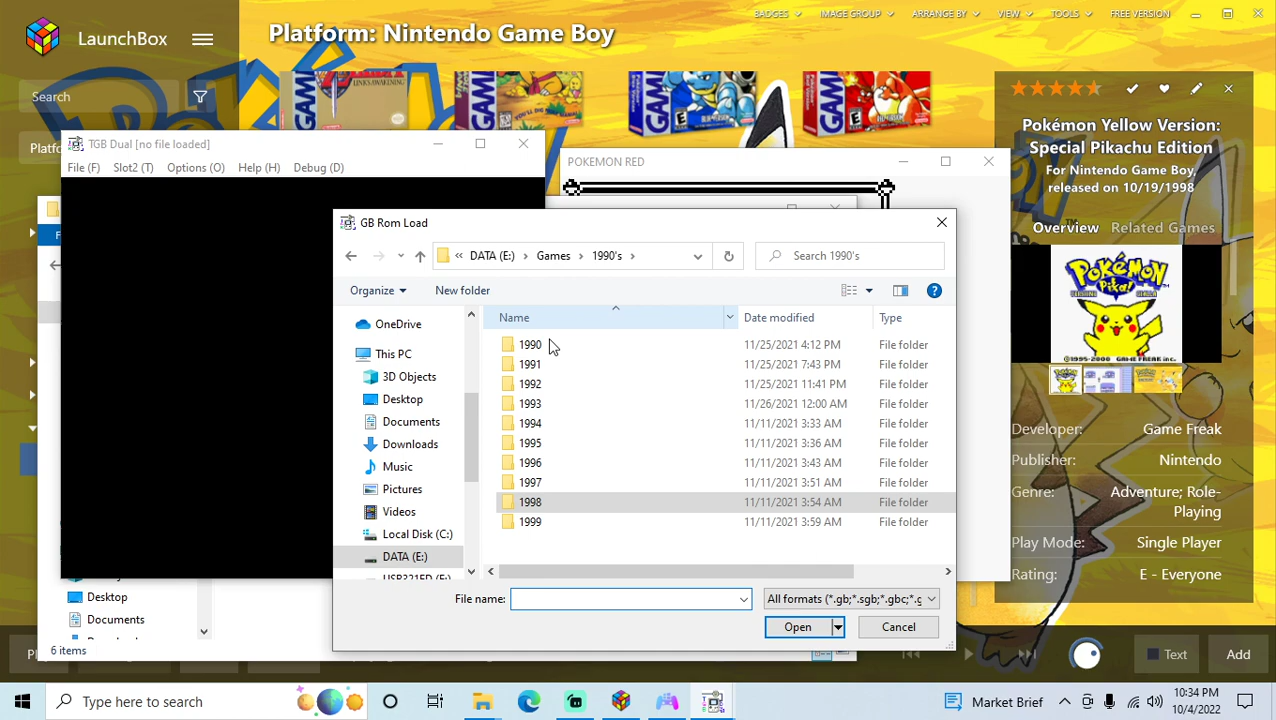 BADGES
IMAGE GROUP
ARRANGE BY
VIEW
TOOLS
FREE VERSION
LaunchBox
Platform: Nintendo Game Boy
Search
LINK'S AWAKENING
Platf
TGB Dual [no file loaded]
File (F)
Slot2 (T)
Options (O)
Help (H)
Debug (D)
POKEMON RED
Pokémon Yellow Version:
Special Pikachu Edition
For Nintendo Game Boy,
released on 10/19/1998
Overview
Related Games
GB Rom Load
« DATA (E:) › Games › 1990's ›
Search 1990's
Organize
New folder
Name
Date modified
Type
OneDrive
This PC
3D Objects
Desktop
Documents
Downloads
Music
Pictures
Videos
Local Disk (C:)
DATA (E:)
1990 11/25/2021 4:12 PM File folder
1991 11/25/2021 7:43 PM File folder
1992 11/25/2021 11:41 PM File folder
1993 11/26/2021 12:00 AM File folder
1994 11/11/2021 3:33 AM File folder
1995 11/11/2021 3:36 AM File folder
1996 11/11/2021 3:43 AM File folder
1997 11/11/2021 3:51 AM File folder
1998 11/11/2021 3:54 AM File folder
1999 11/11/2021 3:59 AM File folder
File name:
All formats (*.gb;*.sgb;*.gbc;*.g
Open
Cancel
©1995-2000 GAME FREAK inc.
Developer: Game Freak
Publisher: Nintendo
Genre: Adventure; Role-
Playing
Play Mode: Single Player
Rating: E - Everyone
Desktop
Documents
6 items
Text
Add
Type here to search
Market Brief
10:34 PM
10/4/2022